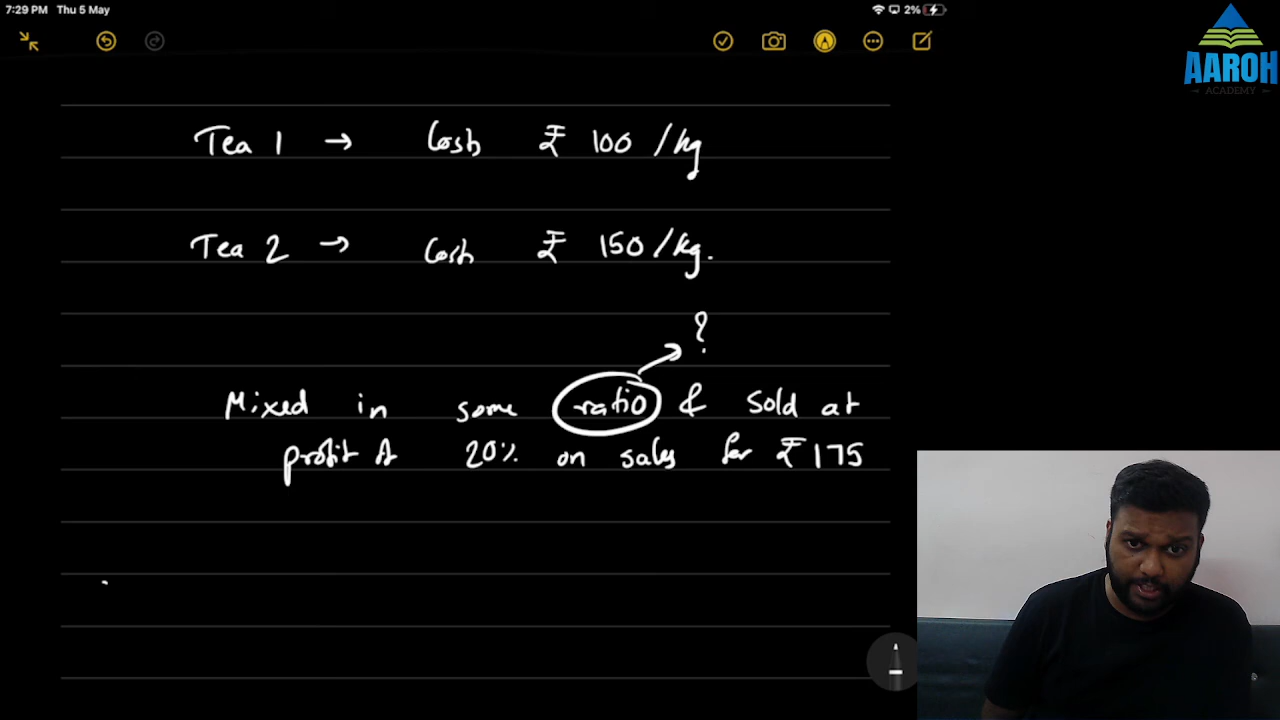 7:29 PM Thu 5 May
2%
AAROH
ACADEMY
Tea 1 → Cost ₹ 100 /kg
Tea 2 → Cost ₹ 150 /kg.
?
Mixed in some ratio & sold at
profit of 20% on sales for ₹ 175